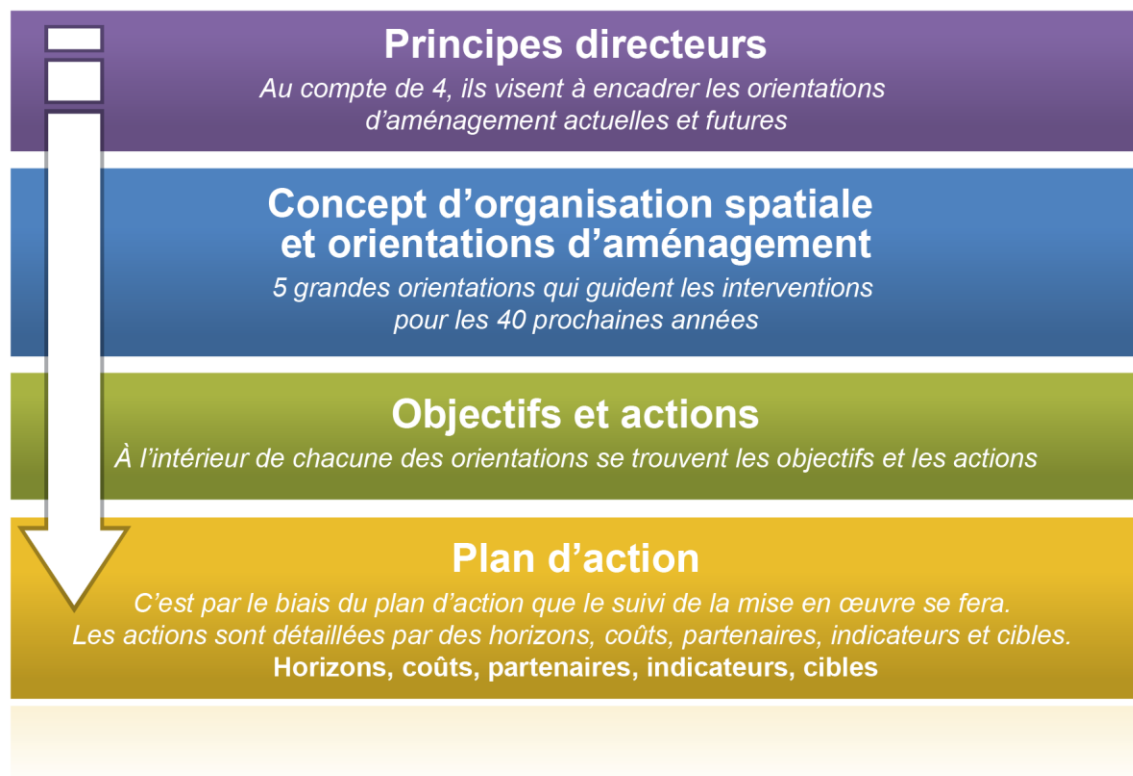 Principes directeurs
Au compte de 4, ils visent à encadrer les orientations
d’aménagement actuelles et futures
Concept d’organisation spatiale
et orientations d’aménagement
5 grandes orientations qui guident les interventions
pour les 40 prochaines années
Objectifs et actions
À l’intérieur de chacune des orientations se trouvent les objectifs et les actions
Plan d’action
C’est par le biais du plan d’action que le suivi de la mise en œuvre se fera.
Les actions sont détaillées par des horizons, coûts, partenaires, indicateurs et cibles.
Horizons, coûts, partenaires, indicateurs, cibles